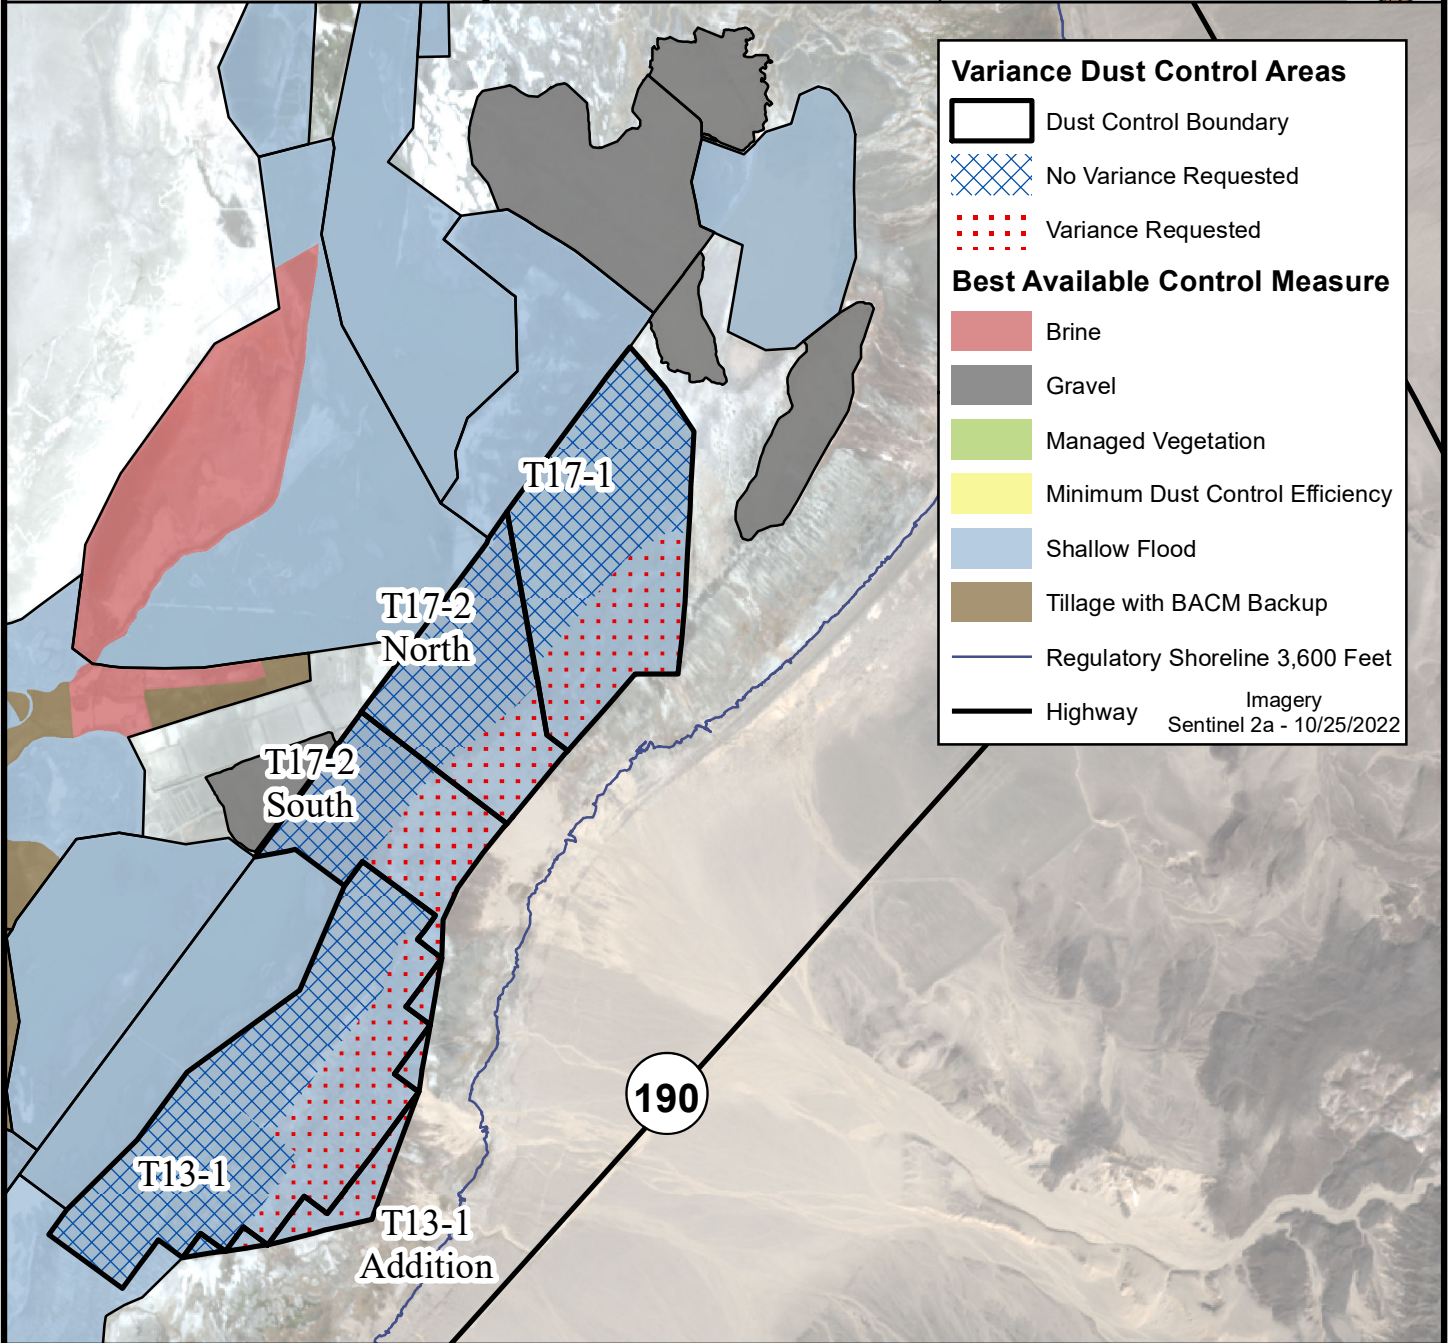 Variance Dust Control Areas
Dust Control Boundary
No Variance Requested
Variance Requested
Best Available Control Measure
Brine
Gravel
Managed Vegetation
Minimum Dust Control Efficiency
Shallow Flood
Tillage with BACM Backup
Regulatory Shoreline 3,600 Feet
Highway
Imagery
Sentinel 2a - 10/25/2022
T17-1
T17-2
North
T17-2
South
190
T13-1
T13-1
Addition